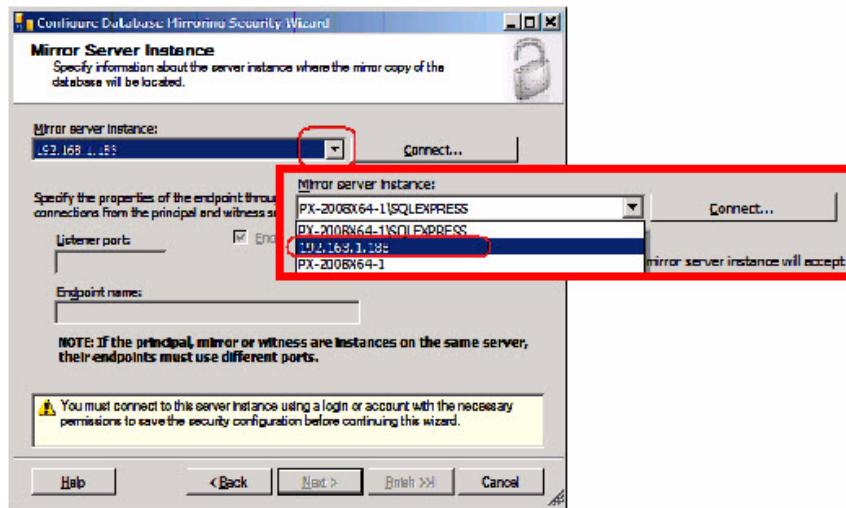 Configure Database Mirroring Security Wizard
Mirror Server Instance
Specify information about the server instance where the mirror copy of the
database will be located.
Mirror server instance:
192.168.1.188
Connect...
Mirror server instance:
PX-2008X64-1\SQLEXPRESS
Connect...
PX-2008X64-1\SQLEXPRESS
192.168.1.188
PX-2008X64-1
mirror server instance will accept
Specify the properties of the endpoint throug
connections from the principal and witness s
Listener port:
Enc
Endpoint name:
NOTE: If the principal, mirror or witness are instances on the same server,
their endpoints must use different ports.
You must connect to this server instance using a login or account with the necessary
permissions to save the security configuration before continuing this wizard.
Help
< Back
Next >
Finish >>|
Cancel